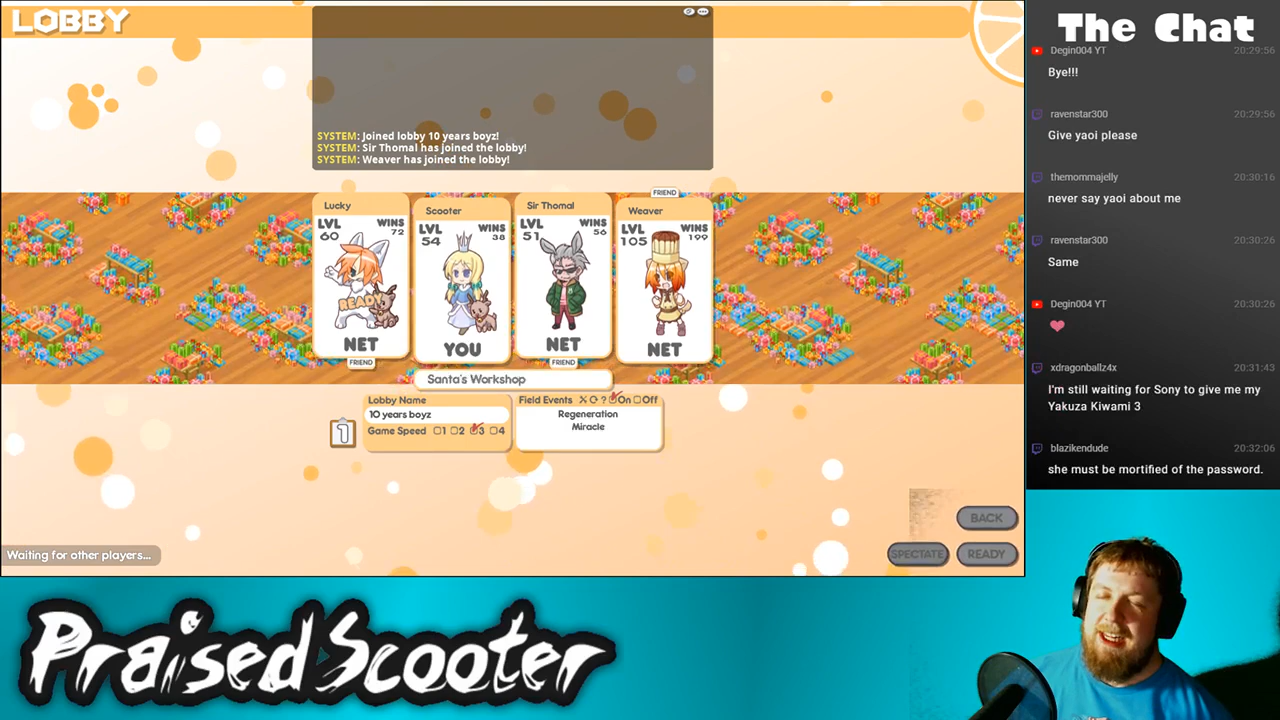 LOBBY
SYSTEM: Joined lobby 10 years boyz!
SYSTEM: Sir Thomal has joined the lobby!
SYSTEM: Weaver has joined the lobby!
Lucky
LVL 60
WINS 72
READY
NET
FRIEND
Scooter
LVL 54
WINS 38
YOU
Sir Thomal
LVL 51
WINS 56
NET
FRIEND
FRIEND
Weaver
LVL 105
WINS 199
NET
Santa's Workshop
1
Lobby Name
10 years boyz
Game Speed 1 2 3 4
Field Events ? On Off
Regeneration
Miracle
BACK
SPECTATE
READY
Waiting for other players...
The Chat
Degin004 YT 20:29:56
Bye!!!
ravenstar300 20:29:56
Give yaoi please
themommajelly 20:30:16
never say yaoi about me
ravenstar300 20:30:26
Same
Degin004 YT 20:30:26
xdragonballz4x 20:31:43
I'm still waiting for Sony to give me my
Yakuza Kiwami 3
blazikendude 20:32:06
she must be mortified of the password.
PraisedScooter